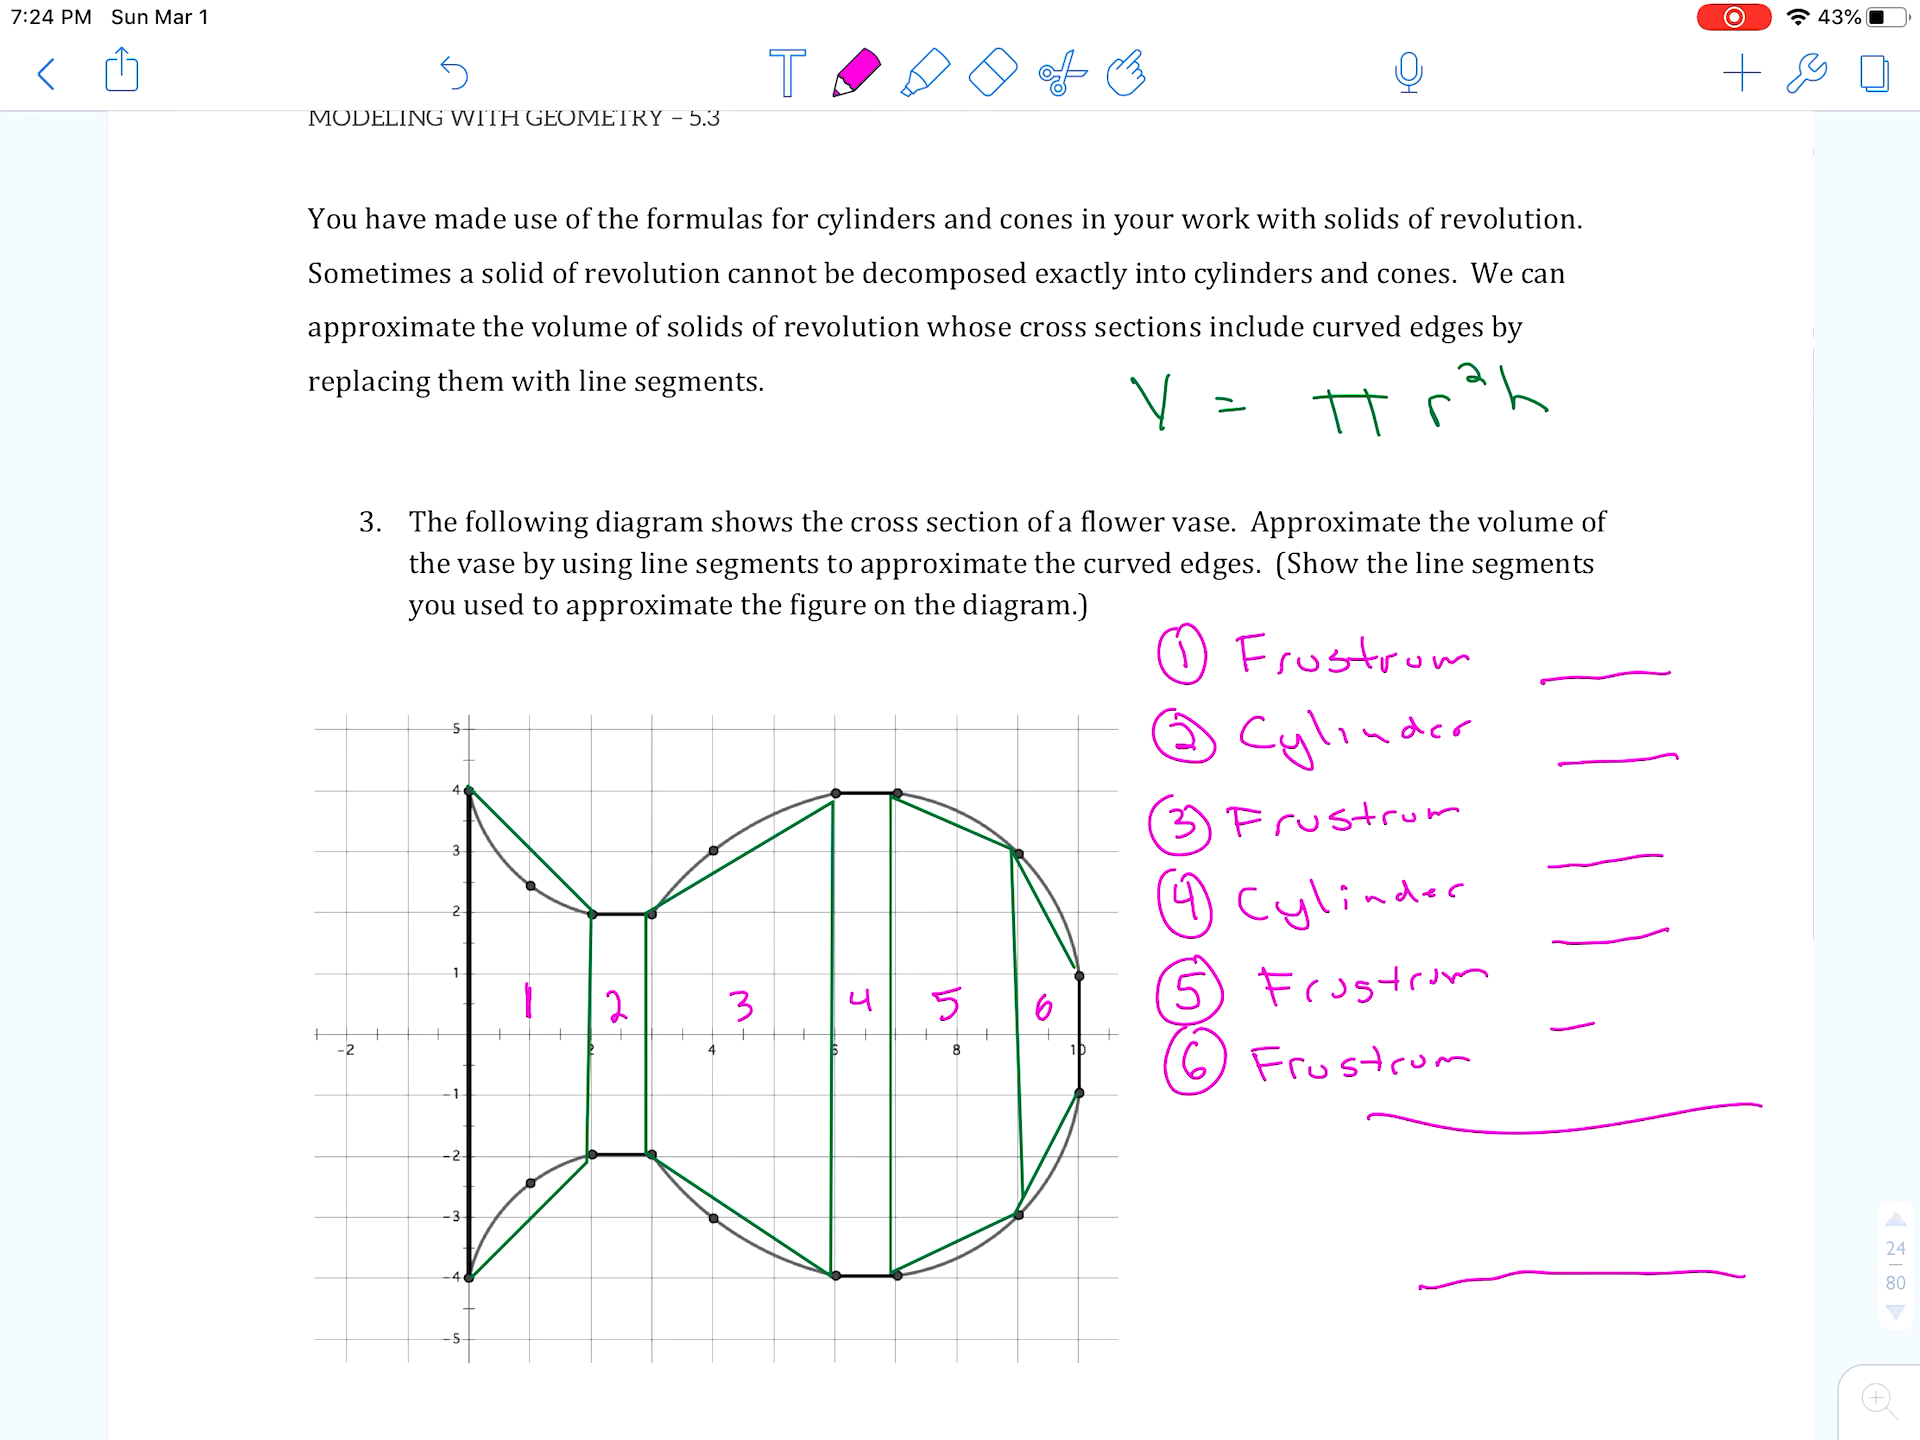 7:24 PM Sun Mar 1
43%
T
MODELING WITH GEOMETRY – 5.3
You have made use of the formulas for cylinders and cones in your work with solids of revolution.
Sometimes a solid of revolution cannot be decomposed exactly into cylinders and cones. We can
approximate the volume of solids of revolution whose cross sections include curved edges by
replacing them with line segments.
V = π r²h
3. The following diagram shows the cross section of a flower vase. Approximate the volume of
the vase by using line segments to approximate the curved edges. (Show the line segments
you used to approximate the figure on the diagram.)
① Frustrum
② Cylinder
③ Frustrum
④ Cylinder
⑤ Frustrum
⑥ Frustrum
5
4
3
2
1
1 2 3 4 5 6
-2 2 4 6 8 10
-1
-2
-3
-4
-5
24
80